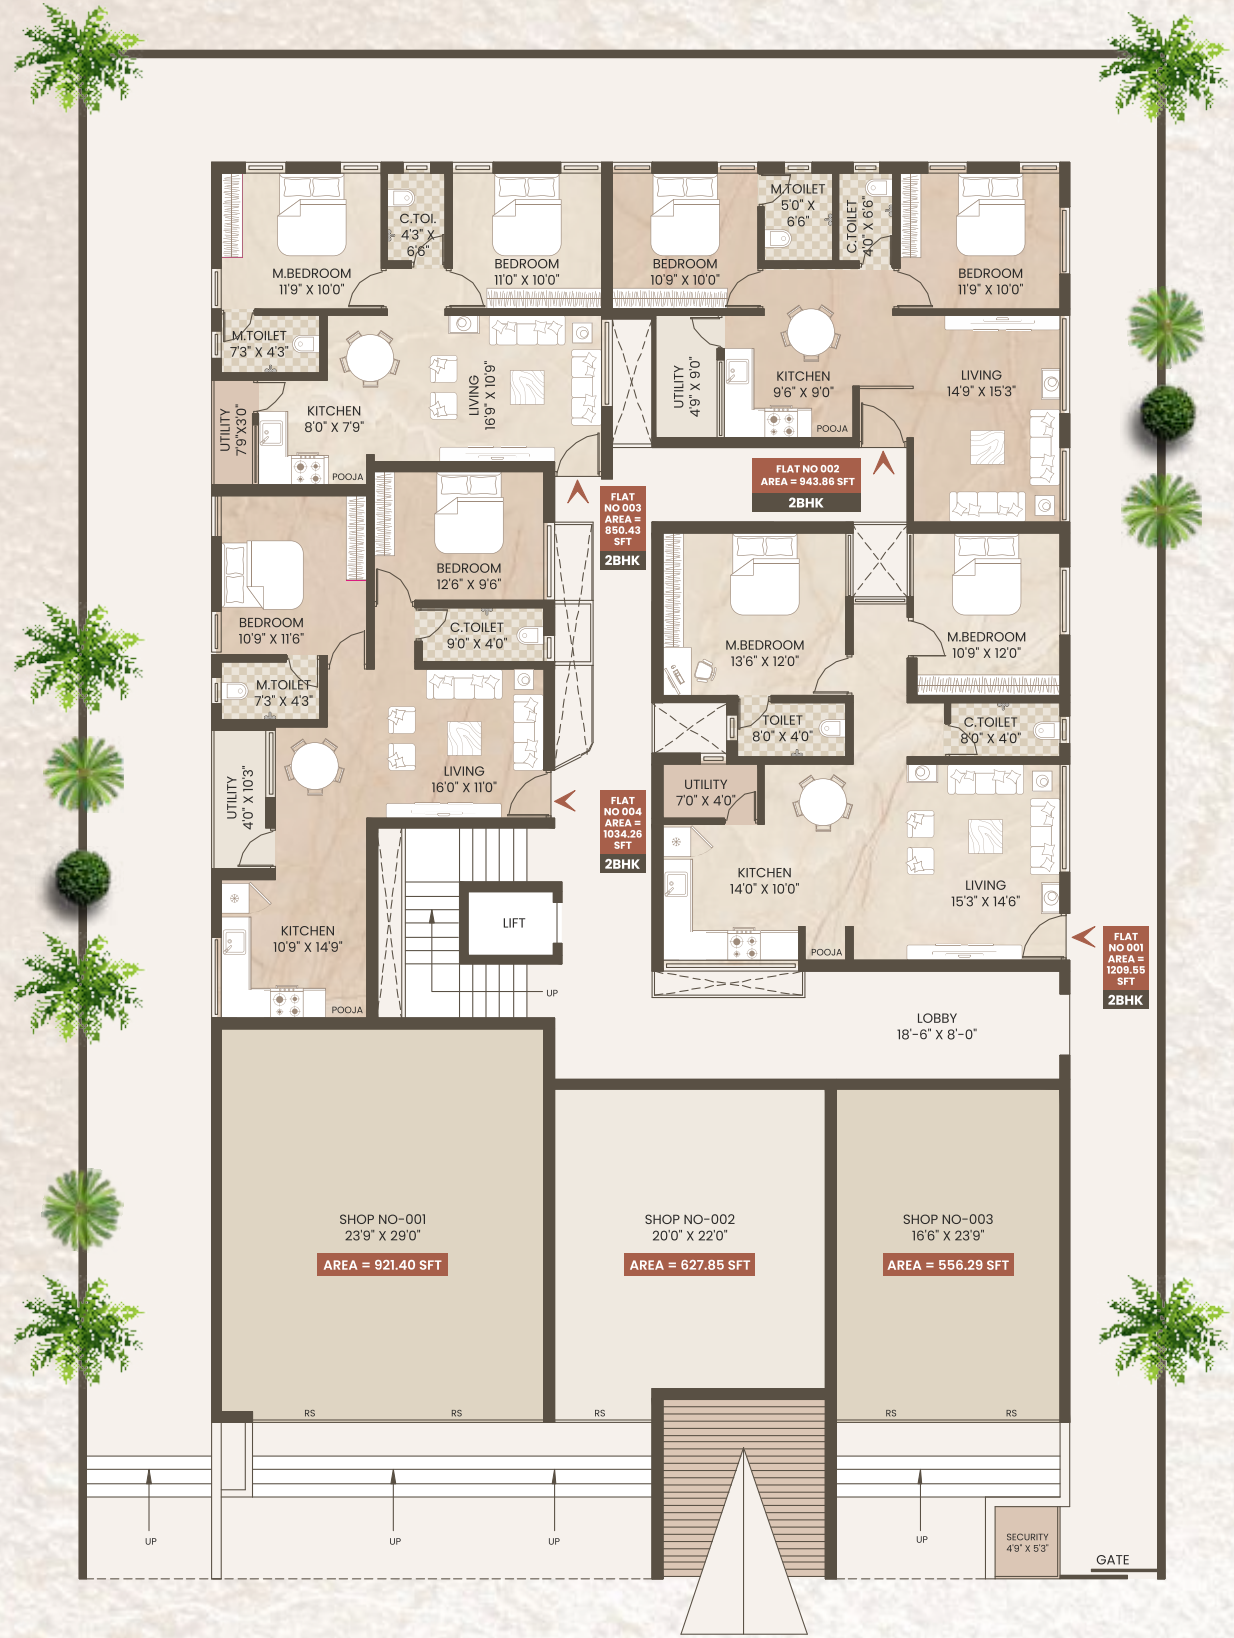 M.BEDROOM
11'9" X 10'0"
C.TOI.
4'3" X
6'6"
BEDROOM
11'0" X 10'0"
BEDROOM
10'9" X 10'0"
M.TOILET
5'0" X
6'6"
C.TOILET
4'0" X 6'6"
BEDROOM
11'9" X 10'0"
M.TOILET
7'3" X 4'3"
UTILITY
7'9"X3'0"
KITCHEN
8'0" X 7'9"
POOJA
LIVING
16'9" X 10'9"
UTILITY
4'9" X 9'0"
KITCHEN
9'6" X 9'0"
POOJA
LIVING
14'9" X 15'3"
FLAT NO 002
AREA = 943.86 SFT
2BHK
FLAT
NO 003
AREA =
850.43
SFT
2BHK
BEDROOM
12'6" X 9'6"
BEDROOM
10'9" X 11'6"
C.TOILET
9'0" X 4'0"
M.TOILET
7'3" X 4'3"
M.BEDROOM
13'6" X 12'0"
M.BEDROOM
10'9" X 12'0"
TOILET
8'0" X 4'0"
C.TOILET
8'0" X 4'0"
LIVING
16'0" X 11'0"
UTILITY
4'0" X 10'3"
UTILITY
7'0" X 4'0"
FLAT
NO 004
AREA =
1034.26
SFT
2BHK
KITCHEN
14'0" X 10'0"
LIVING
15'3" X 14'6"
POOJA
KITCHEN
10'9" X 14'9"
POOJA
LIFT
UP
FLAT
NO 001
AREA =
1209.55
SFT
2BHK
LOBBY
18'-6" X 8'-0"
SHOP NO-001
23'9" X 29'0"
AREA = 921.40 SFT
SHOP NO-002
20'0" X 22'0"
AREA = 627.85 SFT
SHOP NO-003
16'6" X 23'9"
AREA = 556.29 SFT
RS
RS
RS
RS
RS
UP
UP
UP
UP
SECURITY
4'9" X 5'3"
GATE